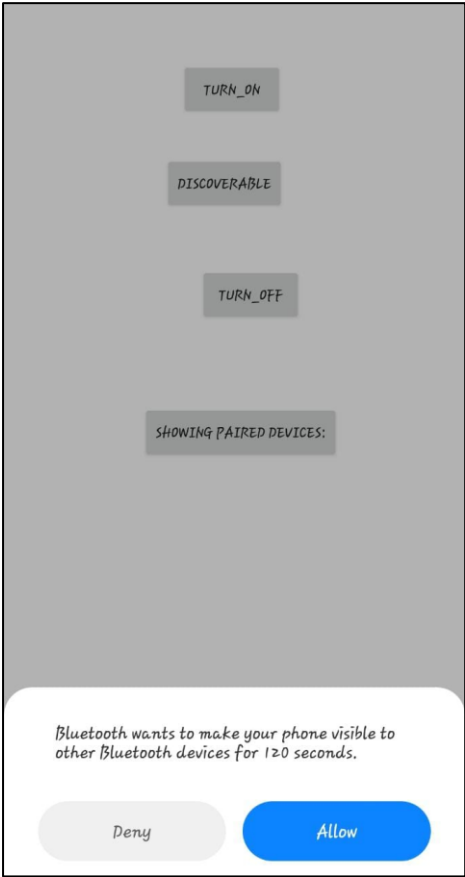 TURN_ON
DISCOVERABLE
TURN_OFF
SHOWING PAIRED DEVICES:
Bluetooth wants to make your phone visible to
other Bluetooth devices for 120 seconds.
Deny
Allow